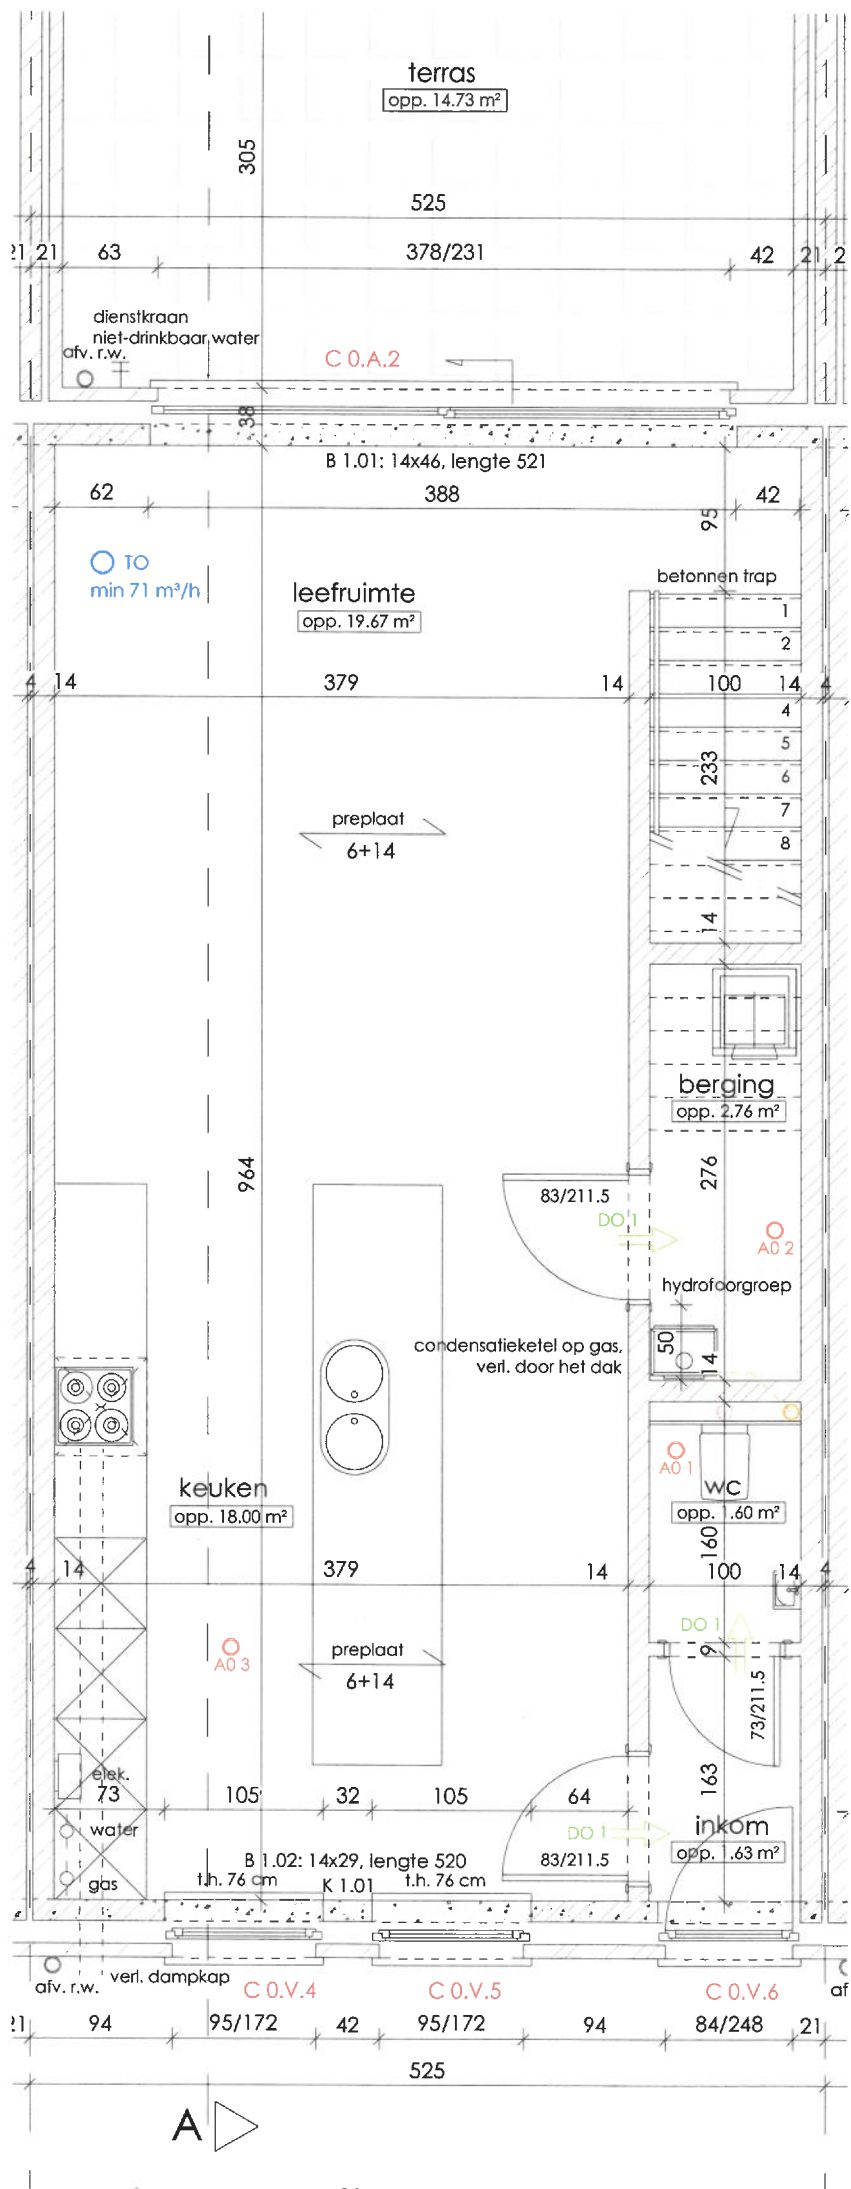 terras
opp. 14.73 m²
305
525
21 21 63 378/231 42 21 2
dienstkraan
niet-drinkbaar water
afv. r.w.
C 0.A.2
38
B 1.01: 14x46, lengte 521
62 388 42
95
TO
min 71 m³/h
leefruimte
opp. 19.67 m²
betonnen trap
1
2
4 14 379 14 100 14 4
4
5
6
233
7
8
preplaat
6+14
14
berging
opp. 2.76 m²
964
276
83/211.5
DO 1
A0 2
hydrofoorgroep
condensatieketel op gas,
verl. door het dak
50
14
A0 1
keuken
opp. 18.00 m²
wc
opp. 1.60 m²
160
4 14 379 14 100 14 4
DO 1
9
A0 3
preplaat
6+14
73/211.5
163
elek.
73 105 32 105 64
water
gas
inkom
opp. 1.63 m²
DO 1
83/211.5
B 1.02: 14x29, lengte 520
t.h. 76 cm K 1.01 t.h. 76 cm
afv. r.w.
verl. dampkap
C 0.V.4 C 0.V.5 C 0.V.6
af
21 94 95/172 42 95/172 94 84/248 21
525
A